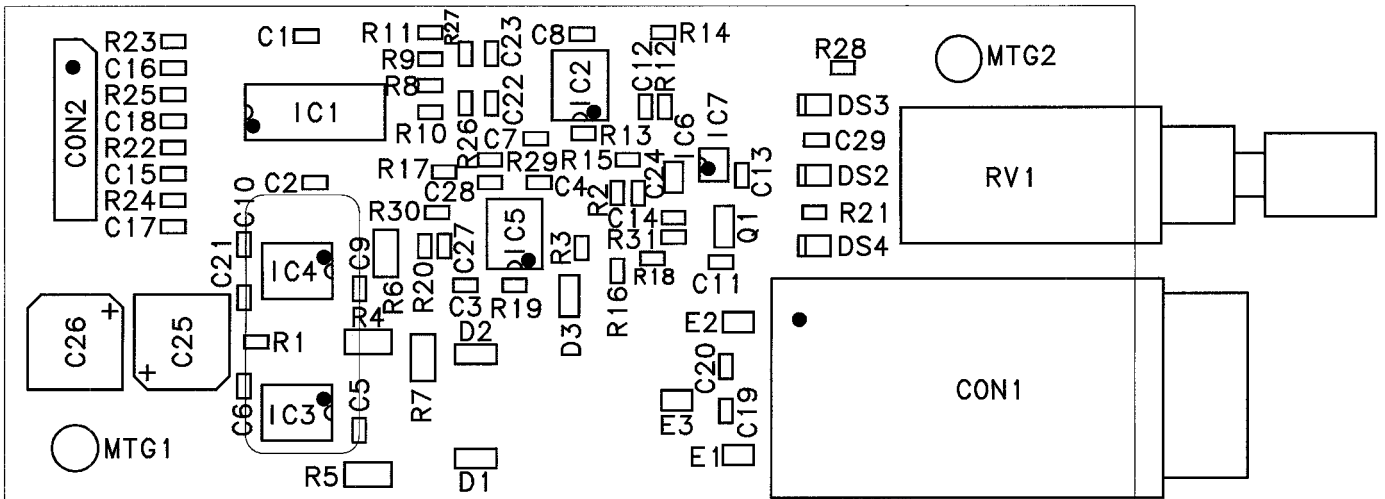 R23
C16
R25
C18
R22
C15
R24
C17
CON2
C1
IC1
C2
R11
R9
R8
R10
R27
C23
C22
R26
C8
IC2
C7
R29
R17
C28
C4
R13
R15
C12
R12
R14
IC6
IC7
C24
C13
R2
C14
R31
R18
Q1
C11
R28
DS3
C29
DS2
R21
DS4
MTG2
RV1
C10
C21
IC4
C9
R30
R6
R20
C27
IC5
C3
R19
R3
D3
R16
C26
+
C25
+
R1
R4
D2
R7
C6
IC3
C5
R5
D1
MTG1
E2
C20
E3
C19
E1
CON1